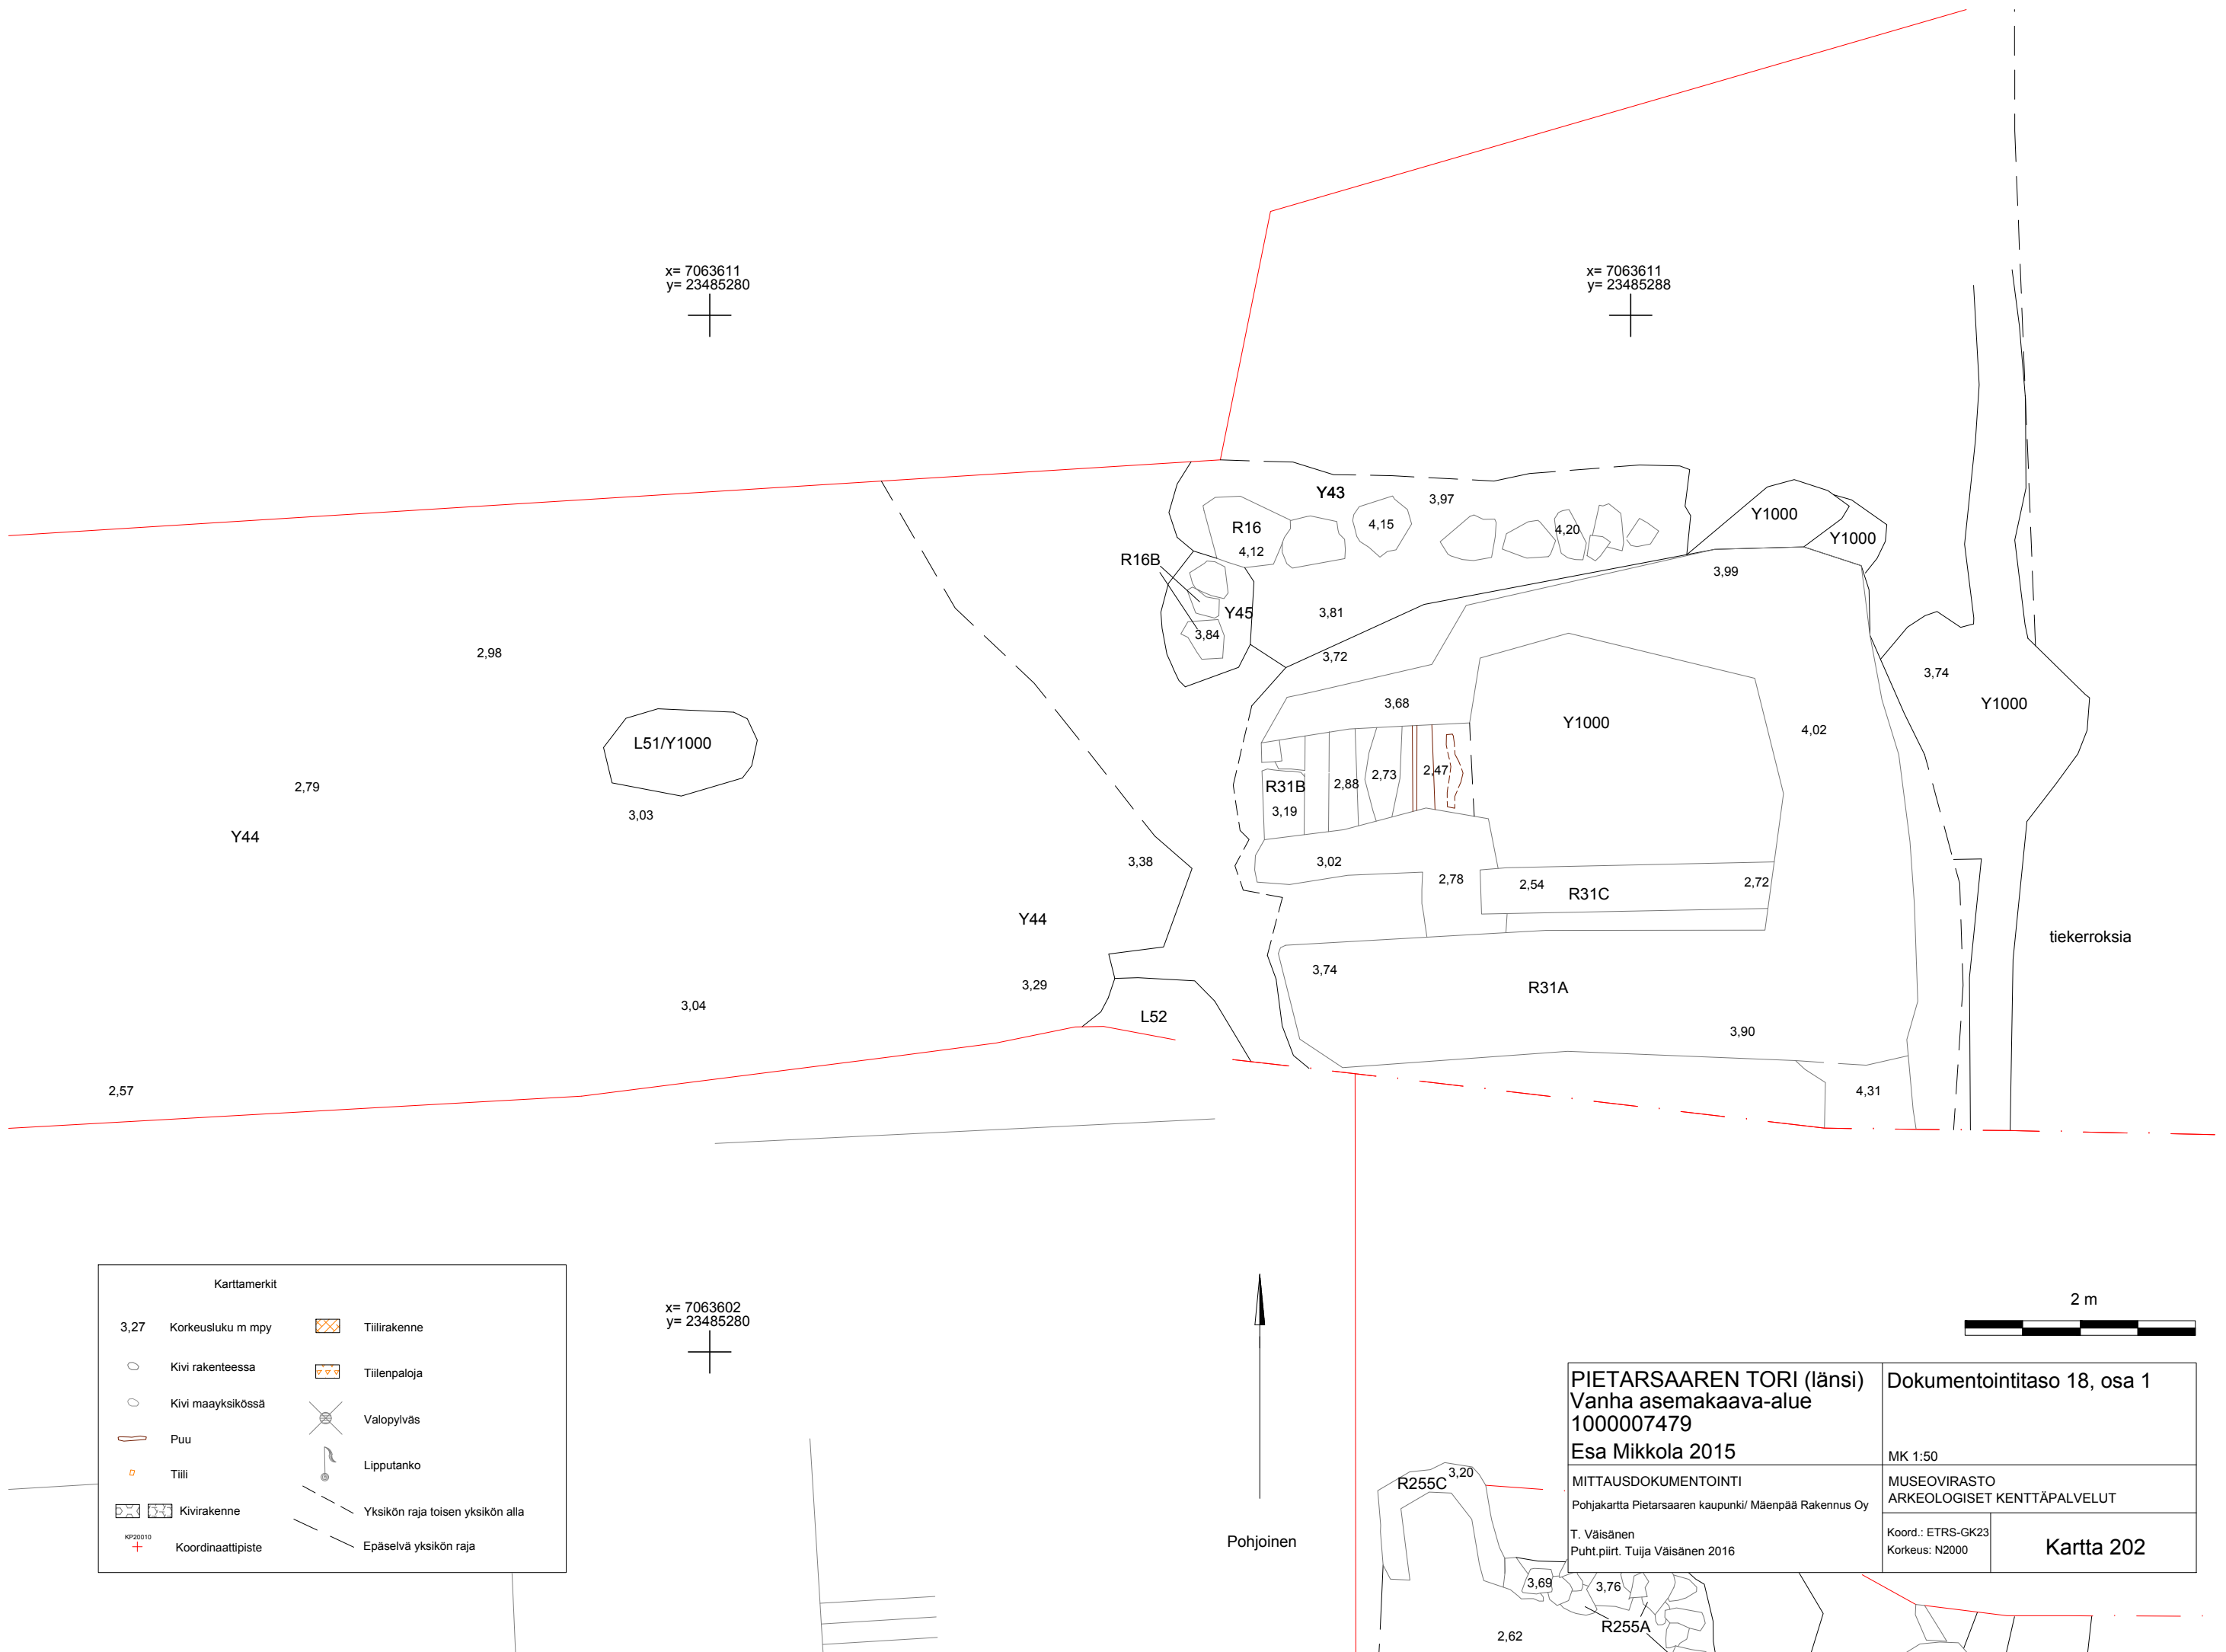 x= 7063611
y= 23485280
x= 7063611
y= 23485288
Y43
3,97
R16
4,12
4,15
4,20
Y1000
Y1000
R16B
Y45
3,84
3,81
3,99
3,72
3,74
Y1000
2,98
3,68
Y1000
4,02
L51/Y1000
2,79
3,03
Y44
R31B
3,19
2,88
2,73
2,47
3,38
3,02
2,78
2,54
R31C
2,72
Y44
tiekerroksia
3,29
3,74
R31A
3,04
L52
3,90
2,57
4,31
Karttamerkit
3,27 Korkeusluku m mpy
Kivi rakenteessa
Kivi maayksikössä
Puu
Tiili
Kivirakenne
KP20010
Koordinaattipiste
Tiilirakenne
Tiilenpaloja
Valopylväs
Lipputanko
Yksikön raja toisen yksikön alla
Epäselvä yksikön raja
x= 7063602
y= 23485280
Pohjoinen
2 m
PIETARSAAREN TORI (länsi)
Vanha asemakaava-alue
1000007479
Esa Mikkola 2015
Dokumentointitaso 18, osa 1
MK 1:50
MITTAUSDOKUMENTOINTI
Pohjakartta Pietarsaaren kaupunki/ Mäenpää Rakennus Oy
T. Väisänen
Puht.piirt. Tuija Väisänen 2016
MUSEOVIRASTO
ARKEOLOGISET KENTTÄPALVELUT
Koord.: ETRS-GK23
Korkeus: N2000
Kartta 202
R255C
3,20
3,69
3,76
R255A
2,62